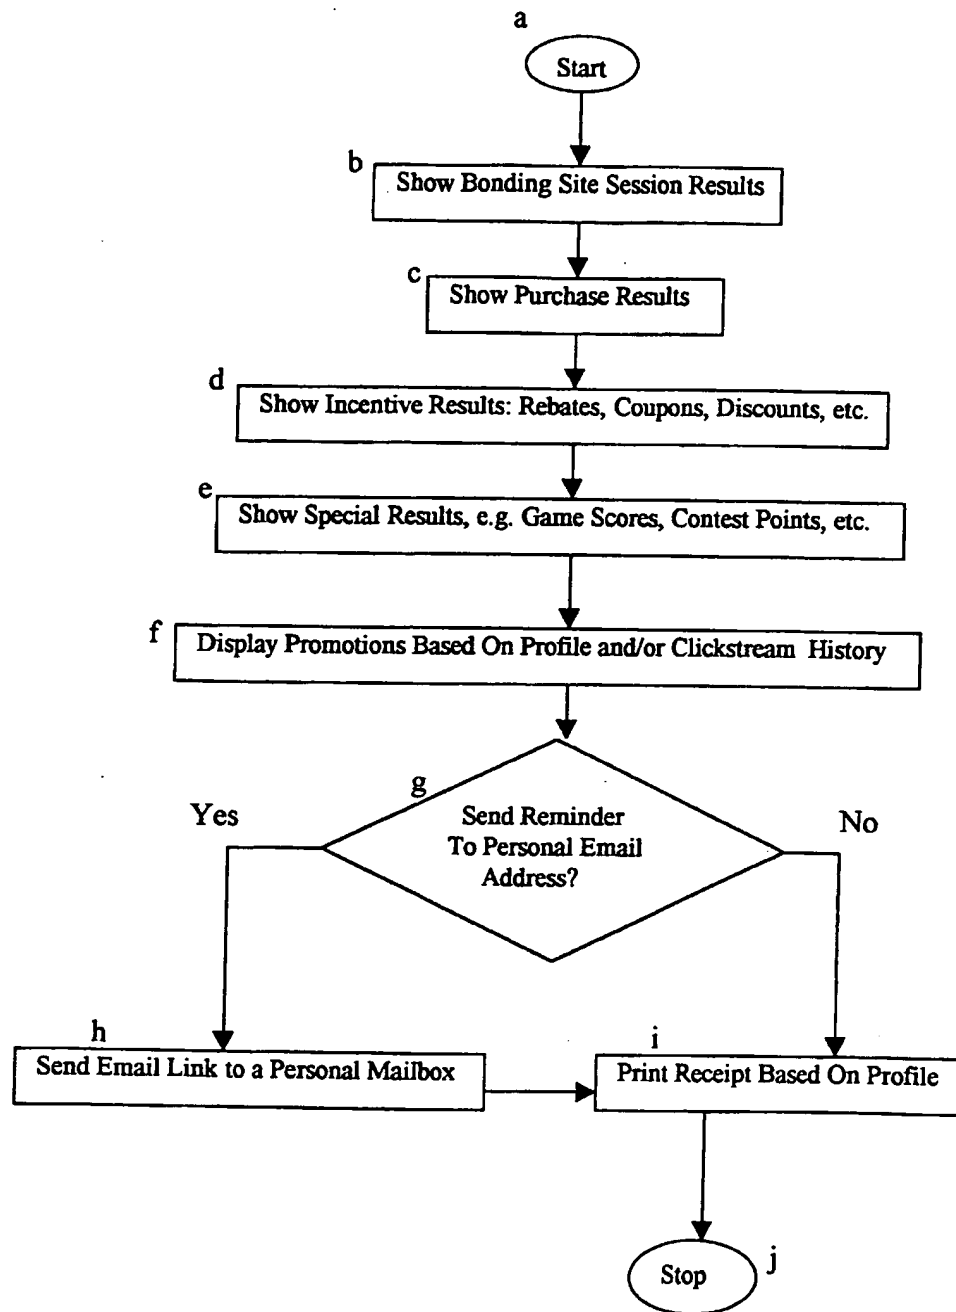 a
Start
b
Show Bonding Site Session Results
c
Show Purchase Results
d
Show Incentive Results: Rebates, Coupons, Discounts, etc.
e
Show Special Results, e.g. Game Scores, Contest Points, etc.
f
Display Promotions Based On Profile and/or Clickstream History
g
Send Reminder
To Personal Email
Address?
Yes
No
h
Send Email Link to a Personal Mailbox
i
Print Receipt Based On Profile
Stop
j